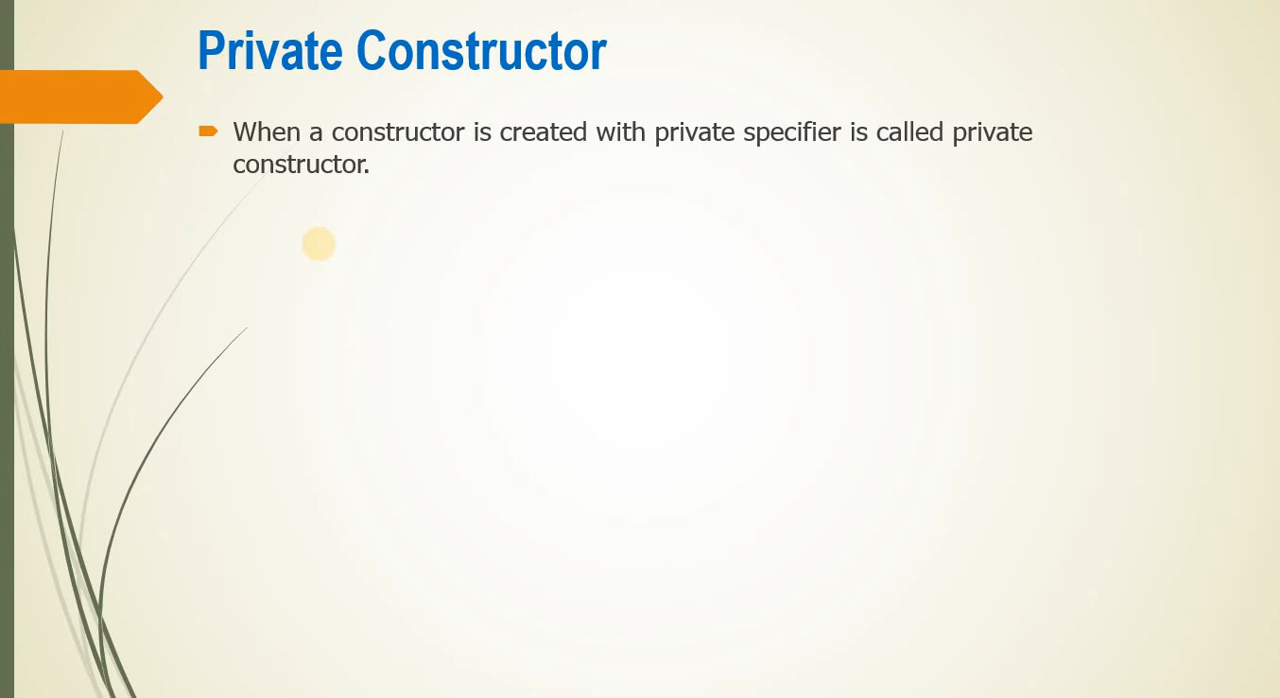 Private Constructor
When a constructor is created with private specifier is called private
constructor.